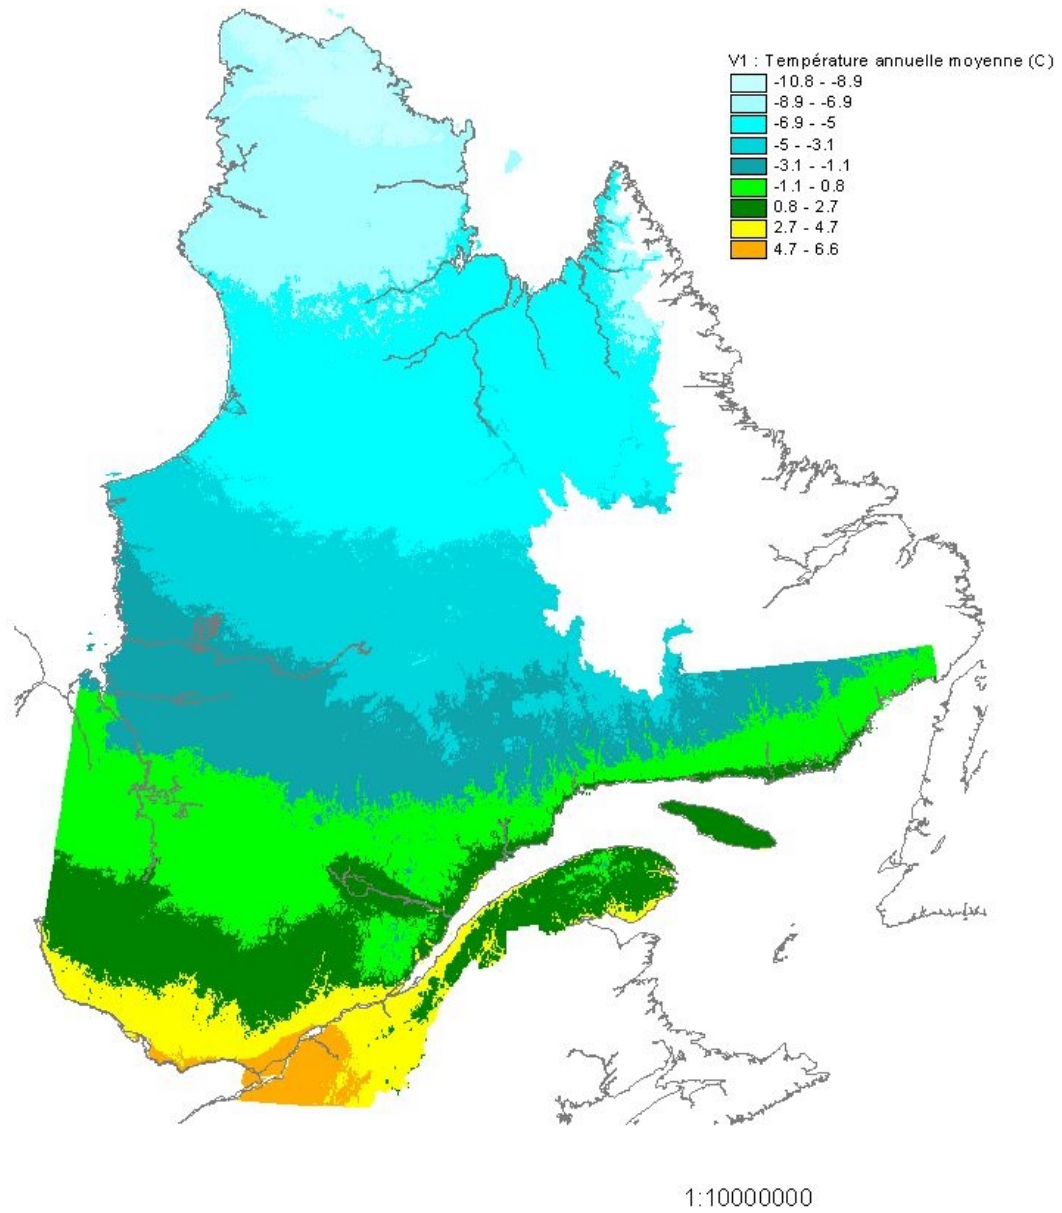 V1 : Température annuelle moyenne (C)
-10.8 - -8.9
-8.9 - -6.9
-6.9 - -5
-5 - -3.1
-3.1 - -1.1
-1.1 - 0.8
0.8 - 2.7
2.7 - 4.7
4.7 - 6.6
1:10000000